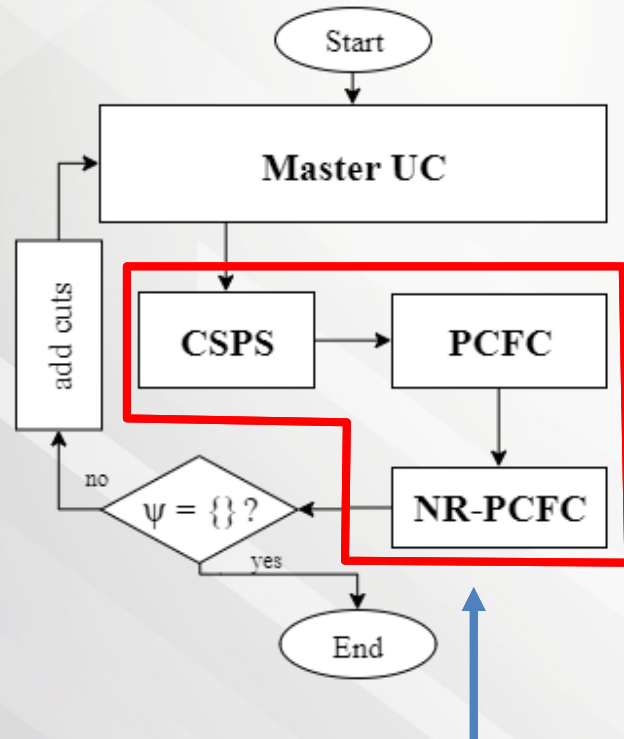 Start
Master UC
CSPS
PCFC
add cuts
NR-PCFC
no
ψ = {} ?
yes
End